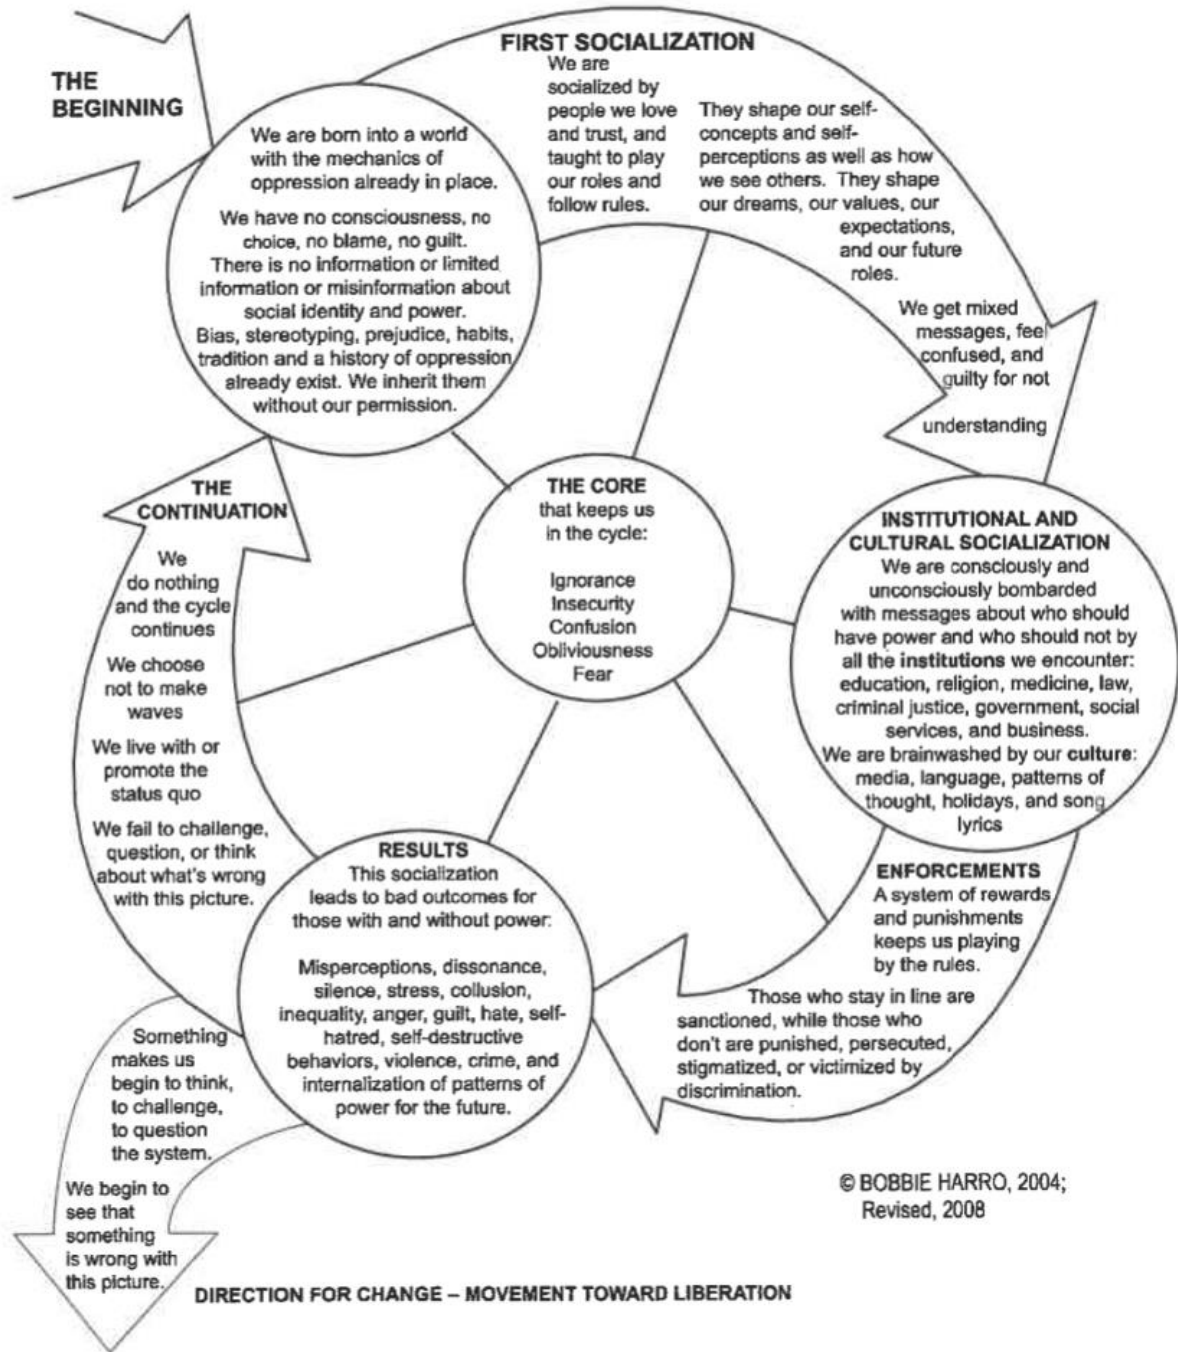 THE
BEGINNING
We are born into a world
with the mechanics of
oppression already in place.
We have no consciousness, no
choice, no blame, no guilt.
There is no information or limited
information or misinformation about
social identity and power.
Bias, stereotyping, prejudice, habits,
tradition and a history of oppression
already exist. We inherit them
without our permission.
FIRST SOCIALIZATION
We are
socialized by
people we love
and trust, and
taught to play
our roles and
follow rules.
They shape our self-
concepts and self-
perceptions as well as how
we see others. They shape
our dreams, our values, our
expectations,
and our future
roles.
We get mixed
messages, feel
confused, and
guilty for not
understanding
INSTITUTIONAL AND
CULTURAL SOCIALIZATION
We are consciously and
unconsciously bombarded
with messages about who should
have power and who should not by
all the institutions we encounter:
education, religion, medicine, law,
criminal justice, government, social
services, and business.
We are brainwashed by our culture:
media, language, patterns of
thought, holidays, and song
lyrics
ENFORCEMENTS
A system of rewards
and punishments
keeps us playing
by the rules.
Those who stay in line are
sanctioned, while those who
don't are punished, persecuted,
stigmatized, or victimized by
discrimination.
RESULTS
This socialization
leads to bad outcomes for
those with and without power:
Misperceptions, dissonance,
silence, stress, collusion,
inequality, anger, guilt, hate, self-
hatred, self-destructive
behaviors, violence, crime, and
internalization of patterns of
power for the future.
THE
CONTINUATION
We
do nothing
and the cycle
continues
We choose
not to make
waves
We live with or
promote the
status quo
We fail to challenge,
question, or think
about what's wrong
with this picture.
THE CORE
that keeps us
in the cycle:
Ignorance
Insecurity
Confusion
Obliviousness
Fear
Something
makes us
begin to think,
to challenge,
to question
the system.
We begin to
see that
something
is wrong with
this picture.
DIRECTION FOR CHANGE – MOVEMENT TOWARD LIBERATION
© BOBBIE HARRO, 2004;
Revised, 2008